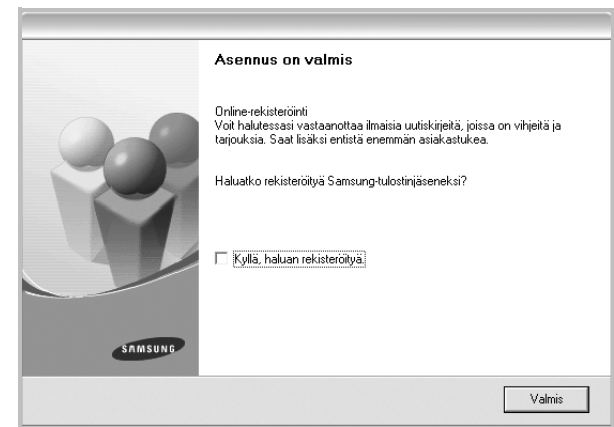 Asennus on valmis
Online-rekisteröinti
Voit halutessasi vastaanottaa ilmaisia uutiskirjeitä, joissa on vihjeitä ja
tarjouksia. Saat lisäksi entistä enemmän asiakastukea.
Haluatko rekisteröityä Samsung-tulostinjäseneksi?
Kyllä, haluan rekisteröityä.
SAMSUNG
Valmis